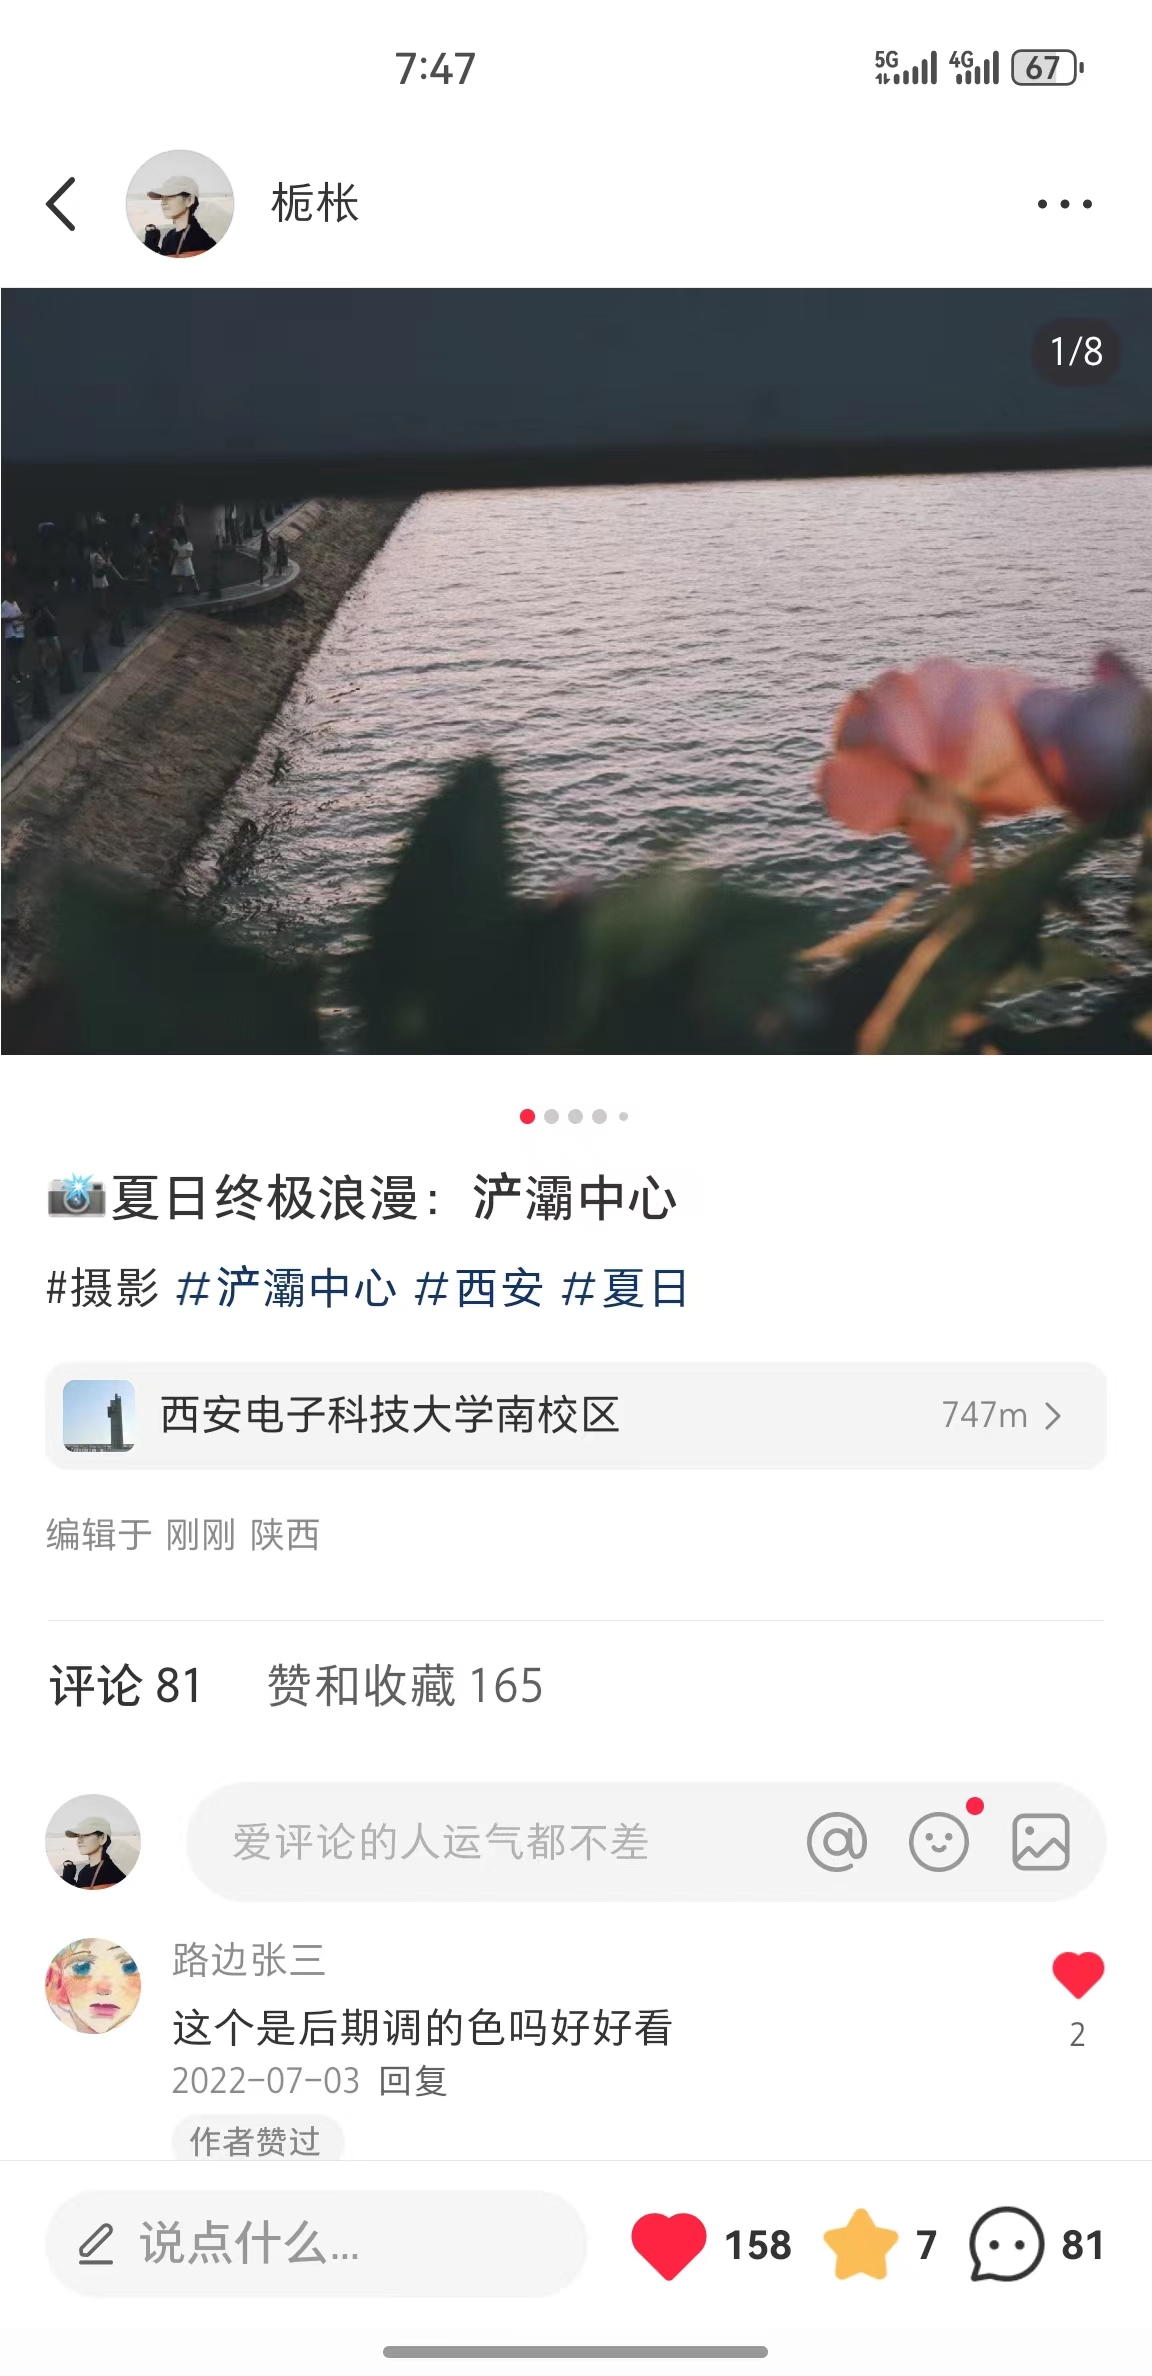 7:47
5G 4G 67
栀枨
1/8
夏日终极浪漫：浐灞中心
#摄影 #浐灞中心 #西安 #夏日
西安电子科技大学南校区 747m
编辑于 刚刚 陕西
评论 81 赞和收藏 165
爱评论的人运气都不差
路边张三
这个是后期调的色吗好好看
2
2022-07-03 回复
作者赞过
说点什么... 158 7 81